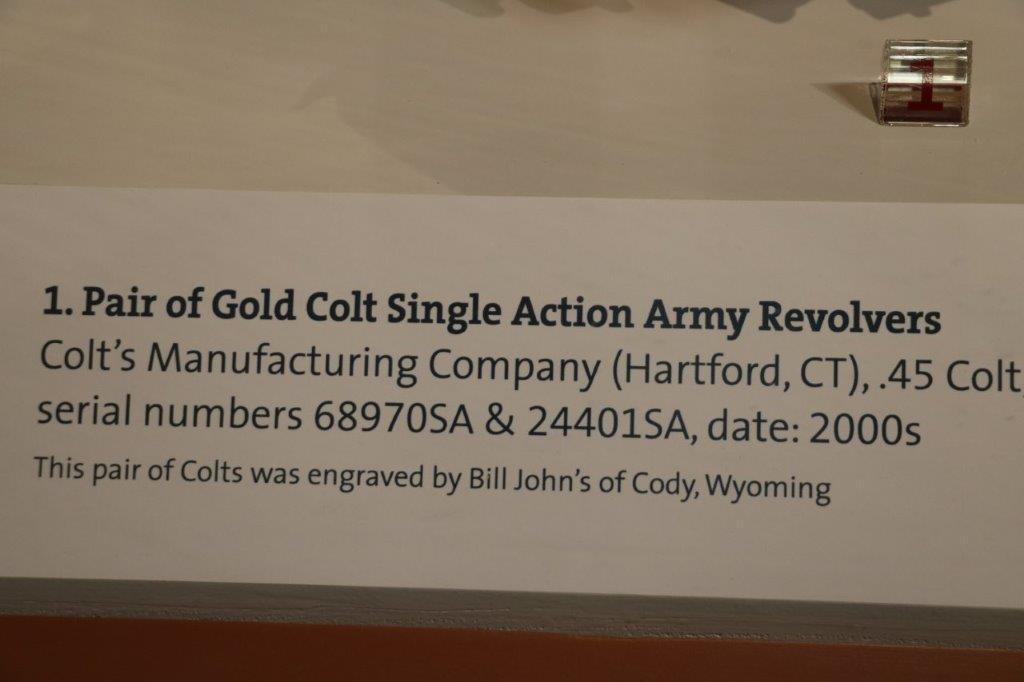 1
1. Pair of Gold Colt Single Action Army Revolvers
Colt's Manufacturing Company (Hartford, CT), .45 Colt,
serial numbers 68970SA & 24401SA, date: 2000s
This pair of Colts was engraved by Bill John's of Cody, Wyoming